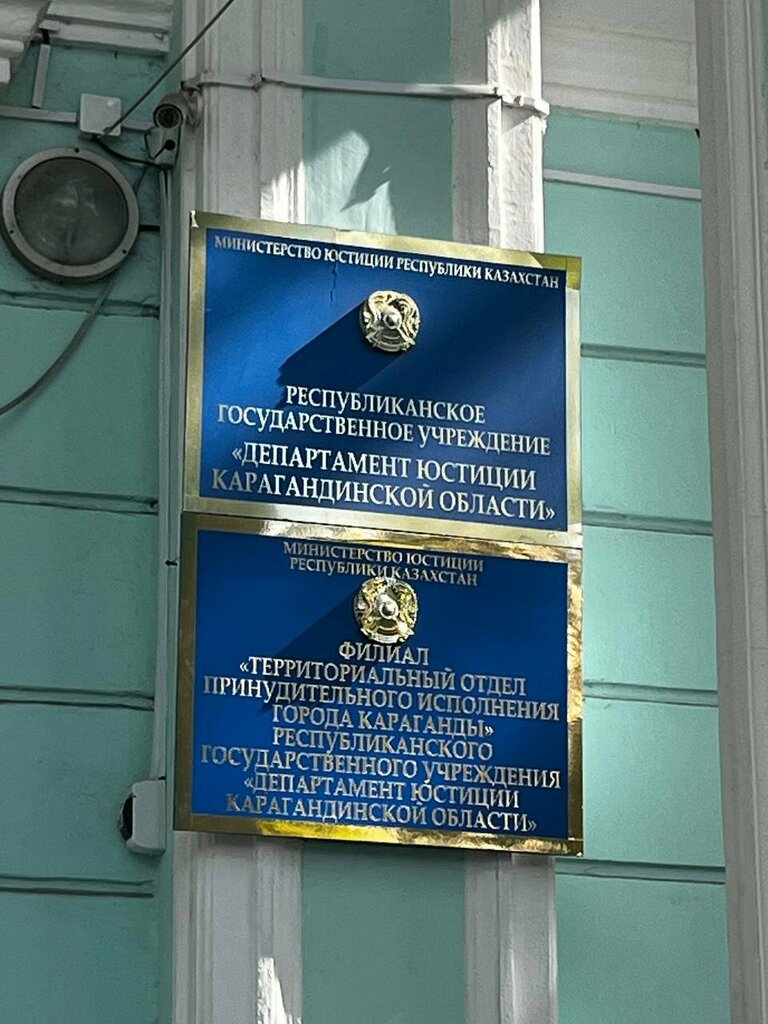 МИНИСТЕРСТВО ЮСТИЦИИ РЕСПУБЛИКИ КАЗАХСТАН
РЕСПУБЛИКАНСКОЕ
ГОСУДАРСТВЕННОЕ УЧРЕЖДЕНИЕ
«ДЕПАРТАМЕНТ ЮСТИЦИИ
КАРАГАНДИНСКОЙ ОБЛАСТИ»
МИНИСТЕРСТВО ЮСТИЦИИ
РЕСПУБЛИКИ КАЗАХСТАН
ФИЛИАЛ
«ТЕРРИТОРИАЛЬНЫЙ ОТДЕЛ
ПРИНУДИТЕЛЬНОГО ИСПОЛНЕНИЯ
ГОРОДА КАРАГАНДЫ»
РЕСПУБЛИКАНСКОГО
ГОСУДАРСТВЕННОГО УЧРЕЖДЕНИЯ
«ДЕПАРТАМЕНТ ЮСТИЦИИ
КАРАГАНДИНСКОЙ ОБЛАСТИ»